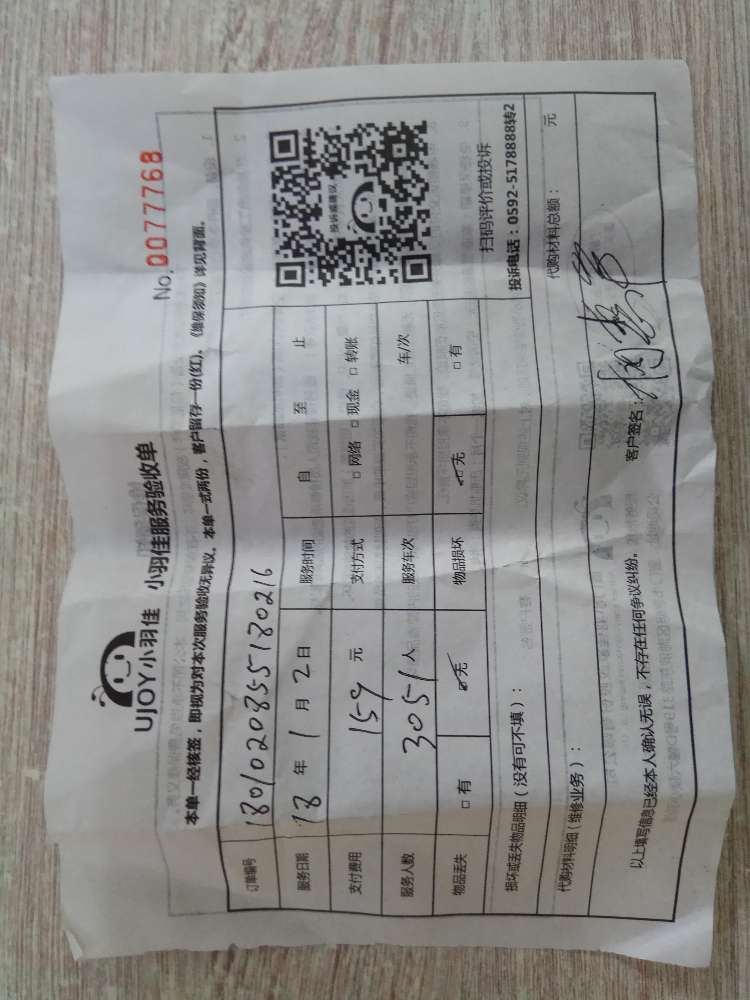 UJOY小羽佳 小羽佳服务验收单
No. 0077768
本单一经核签，即视为对本次服务验收无异议。本单一式两份，客户留存一份(红)。《维保须知》详见背面。
订单编号 1801020855180216
服务日期 18 年 1 月 2 日 服务时间 自 至 止
支付费用 159 元 支付方式 □ 网络 □ 现金 □ 转账
服务人数 3051 人 服务车次 车/次
物品丢失 □ 有 ☑ 无 物品损坏 ☑ 无 □ 有
投诉或建议
扫码评价或投诉
投诉电话：0592-5178888转2
损坏或丢失物品明细（没有可不填）：
代购材料明细（维修业务）： 代购材料总额： 元
以上填写信息已经本人确认无误，不存在任何争议纠纷。 客户签名：